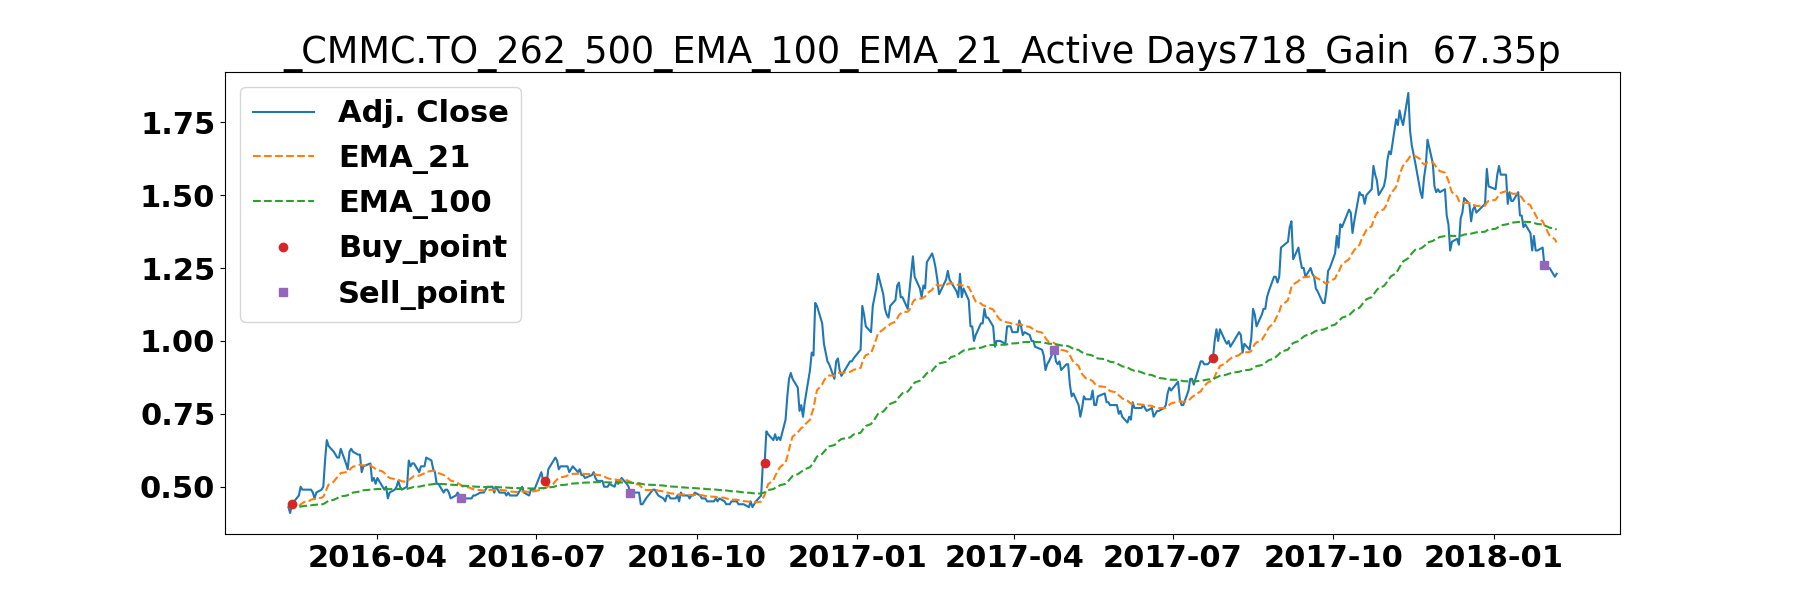 _CMMC.TO_262_500_EMA_100_EMA_21_Active Days718_Gain  67.35p
Adj. Close
EMA_21
EMA_100
Buy_point
Sell_point
1.75
1.50
1.25
1.00
0.75
0.50
2016-04 2016-07 2016-10 2017-01 2017-04 2017-07 2017-10 2018-01